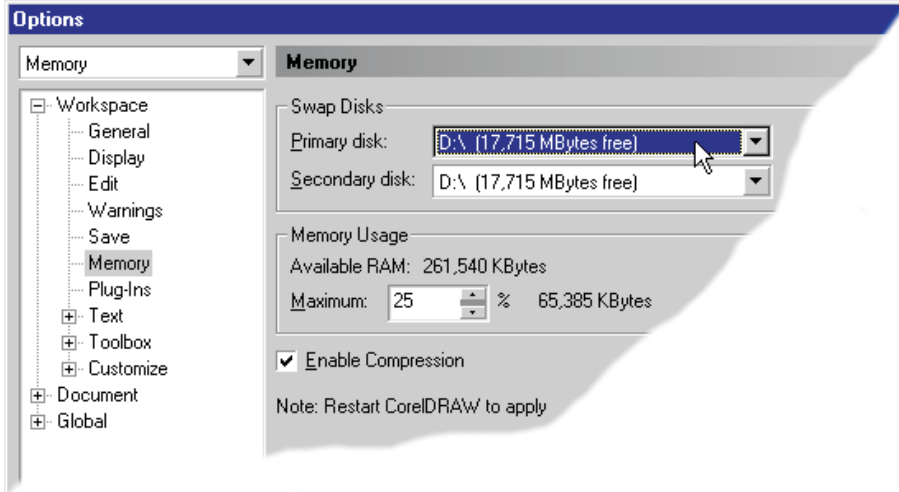 Options
Memory
Workspace
General
Display
Edit
Warnings
Save
Memory
Plug-Ins
Text
Toolbox
Customize
Document
Global
Memory
Swap Disks
Primary disk: D:\ (17,715 MBytes free)
Secondary disk: D:\ (17,715 MBytes free)
Memory Usage
Available RAM: 261,540 KBytes
Maximum: 25 % 65,385 KBytes
Enable Compression
Note: Restart CorelDRAW to apply